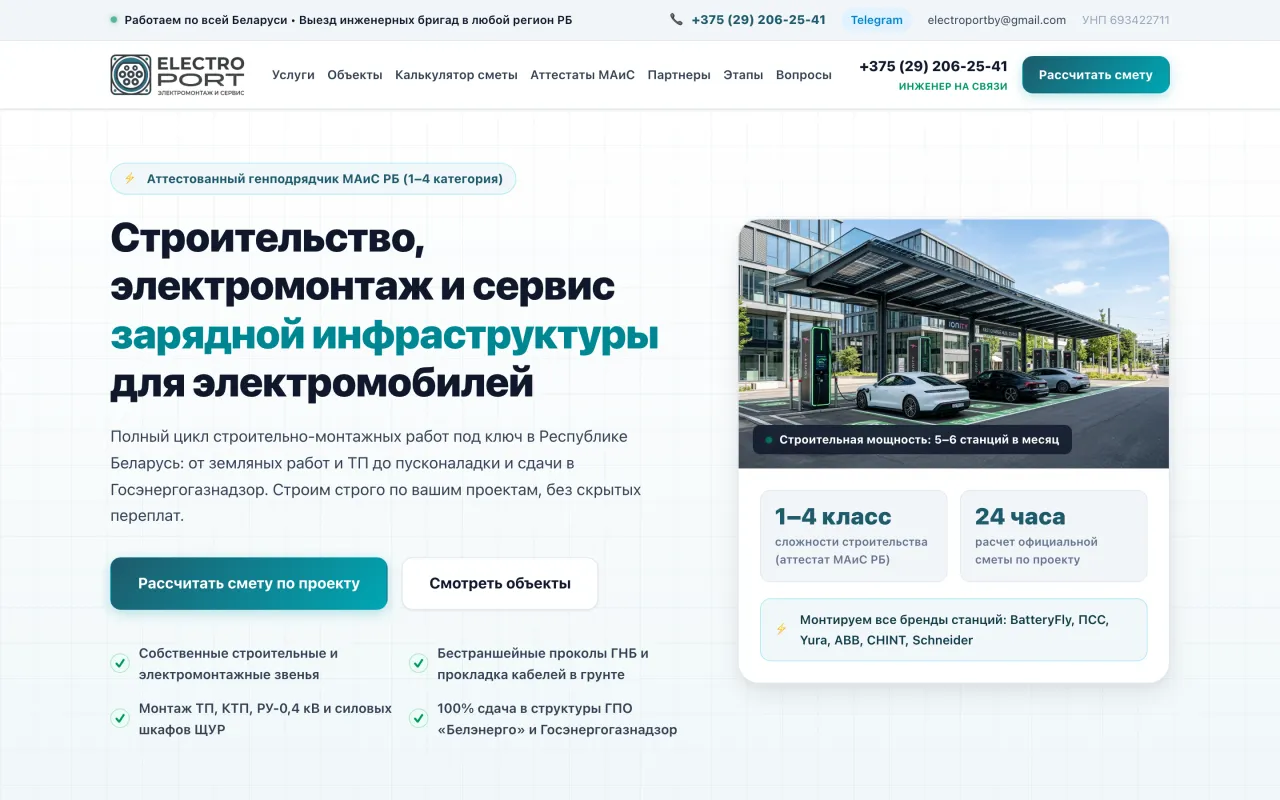 Работаем по всей Беларуси • Выезд инженерных бригад в любой регион РБ
+375 (29) 206-25-41
Telegram
electroportby@gmail.com
УНП 693422711
ELECTRO
PORT
ЭЛЕКТРОМОНТАЖ И СЕРВИС
Услуги
Объекты
Калькулятор сметы
Аттестаты МАиС
Партнеры
Этапы
Вопросы
+375 (29) 206-25-41
ИНЖЕНЕР НА СВЯЗИ
Рассчитать смету
Аттестованный генподрядчик МАиС РБ (1–4 категория)
Строительство,
электромонтаж и сервис
зарядной инфраструктуры
для электромобилей
Полный цикл строительно-монтажных работ под ключ в Республике
Беларусь: от земляных работ и ТП до пусконаладки и сдачи в
Госэнергогазнадзор. Строим строго по вашим проектам, без скрытых
переплат.
Рассчитать смету по проекту
Смотреть объекты
Собственные строительные и
электромонтажные звенья
Бестраншейные проколы ГНБ и
прокладка кабелей в грунте
Монтаж ТП, КТП, РУ-0,4 кВ и силовых
шкафов ЩУР
100% сдача в структуры ГПО
«Белэнерго» и Госэнергогазнадзор
IONITY
Строительная мощность: 5–6 станций в месяц
1–4 класс
сложности строительства
(аттестат МАиС РБ)
24 часа
расчет официальной
сметы по проекту
Монтируем все бренды станций: BatteryFly, ПСС,
Yura, ABB, CHINT, Schneider